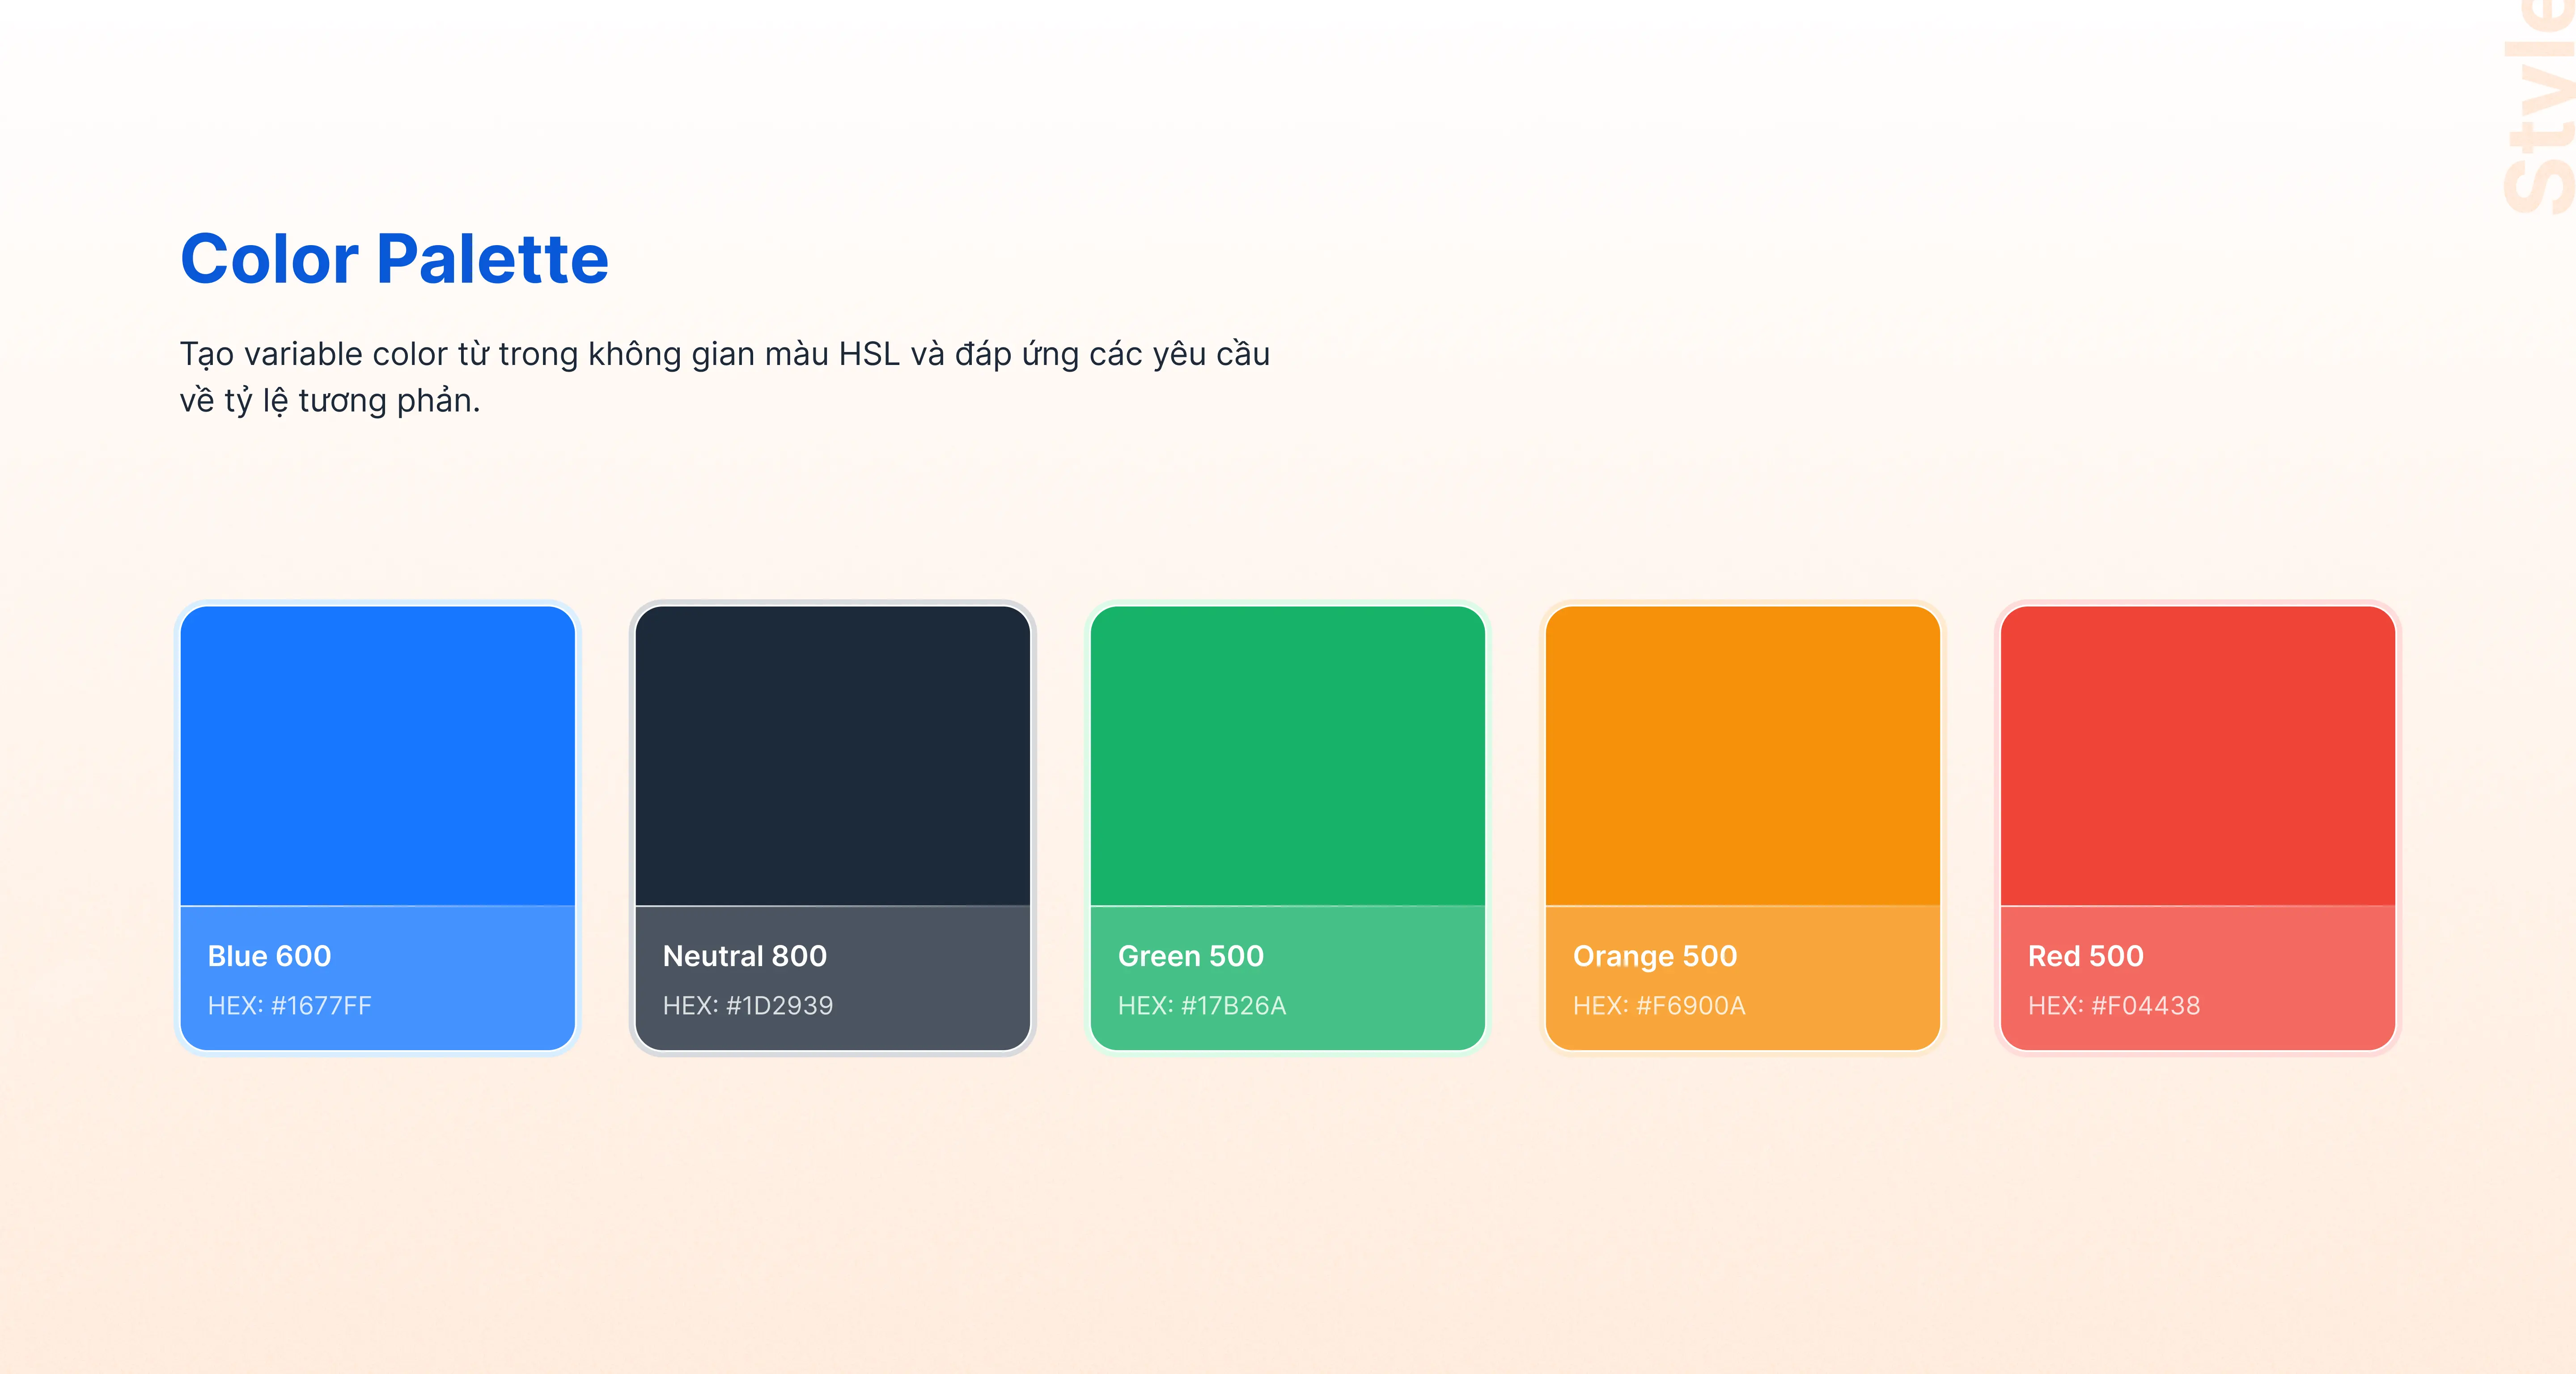 Style
Color Palette
Tạo variable color từ trong không gian màu HSL và đáp ứng các yêu cầu
về tỷ lệ tương phản.
Blue 600
HEX: #1677FF
Neutral 800
HEX: #1D2939
Green 500
HEX: #17B26A
Orange 500
HEX: #F6900A
Red 500
HEX: #F04438